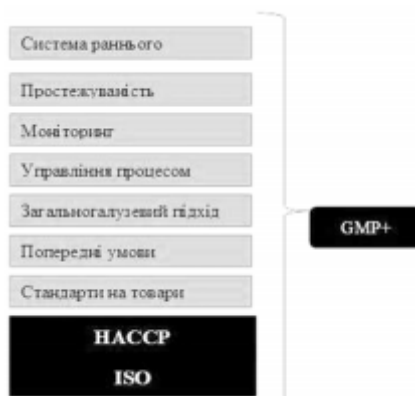 Система раннього
Простежуваність
Моніторинг
Управління процесом
Загальногалузевий підхід
Попередні умови
Стандарти на товари
HACCP
ISO
GMP+